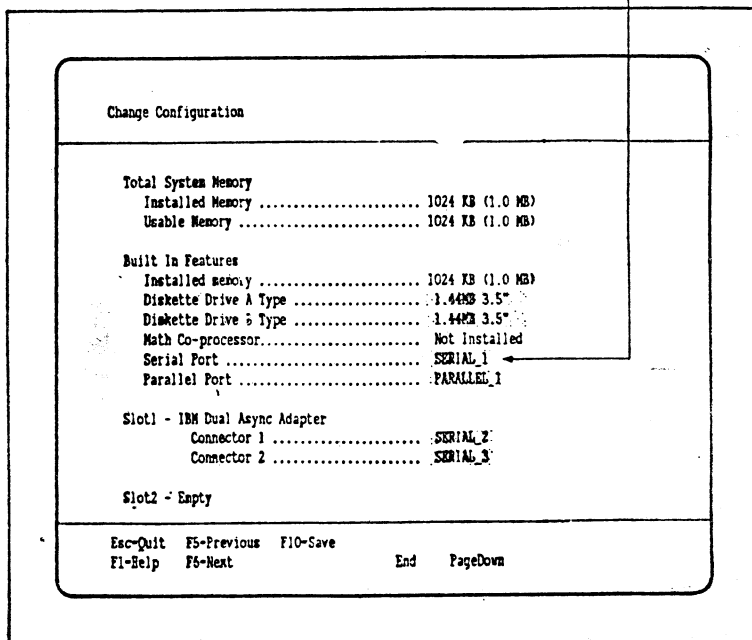 Change Configuration
Total System Memory
Installed Memory ....................... 1024 KB (1.0 MB)
Usable Memory .......................... 1024 KB (1.0 MB)
Built In Features
Installed memory ....................... 1024 KB (1.0 MB)
Diskette Drive A Type .................. 1.44MB 3.5"
Diskette Drive B Type .................. 1.44MB 3.5"
Math Co-processor....................... Not Installed
Serial Port ............................ SERIAL_1
Parallel Port .......................... PARALLEL_1
Slot1 - IBM Dual Async Adapter
Connector 1 ..................... SERIAL_2
Connector 2 ..................... SERIAL_3
Slot2 - Empty
Esc=Quit F5=Previous F10=Save
F1=Help F6=Next End PageDown